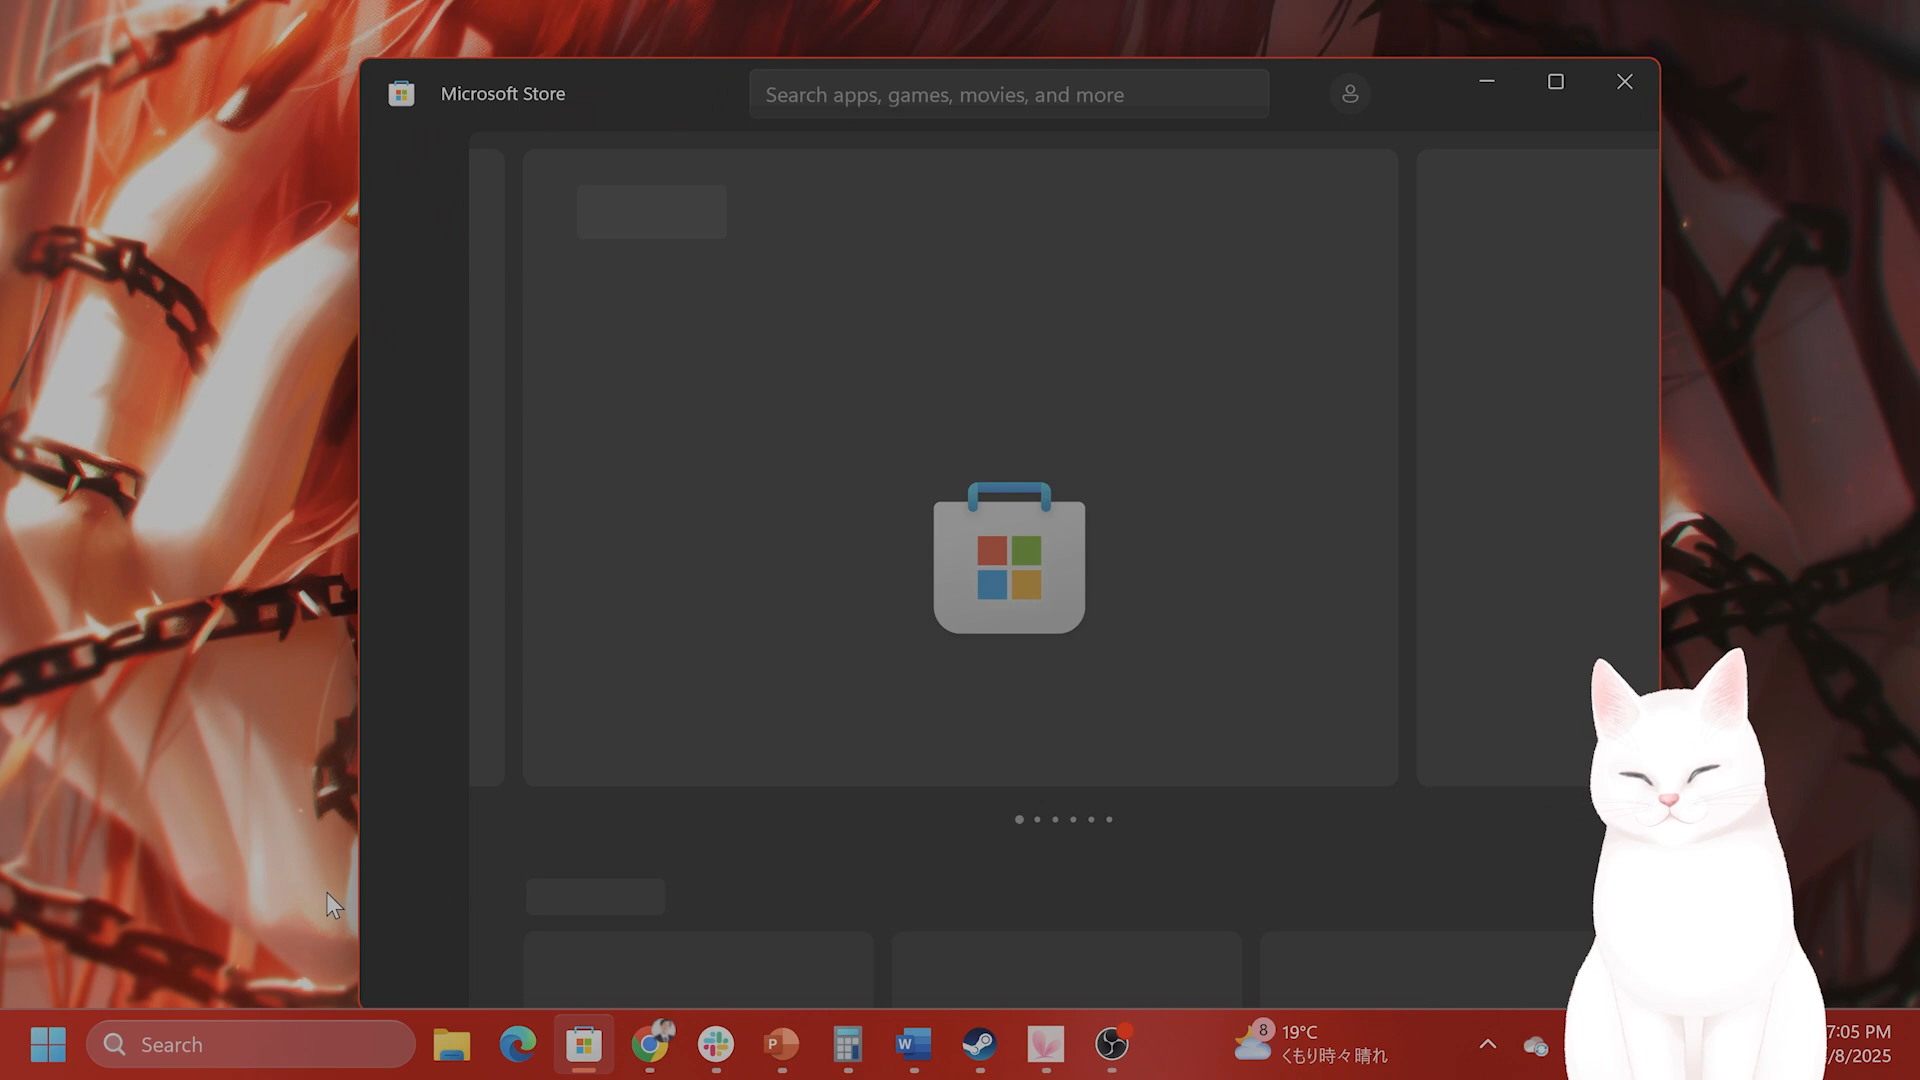 Microsoft Store
Search apps, games, movies, and more
Search
P
W
8
19°C
くもり時々晴れ
7:05 PM
/8/2025